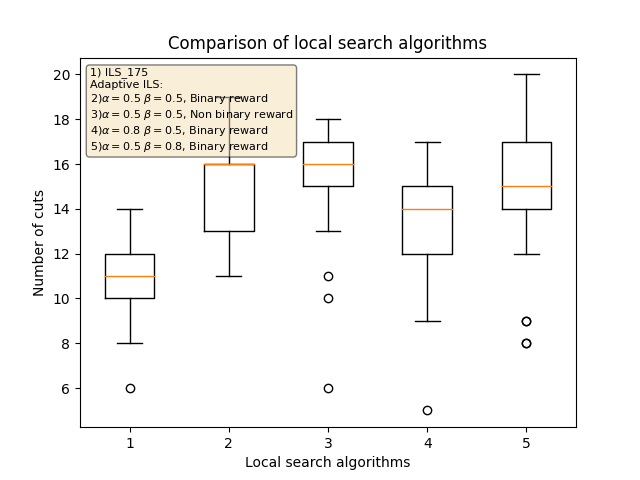 Comparison of local search algorithms
1) ILS_175
Adaptive ILS:
2)α = 0.5 β = 0.5, Binary reward
3)α = 0.5 β = 0.5, Non binary reward
4)α = 0.8 β = 0.5, Binary reward
5)α = 0.5 β = 0.8, Binary reward
20
18
16
14
12
10
8
6
Number of cuts
1 2 3 4 5
Local search algorithms